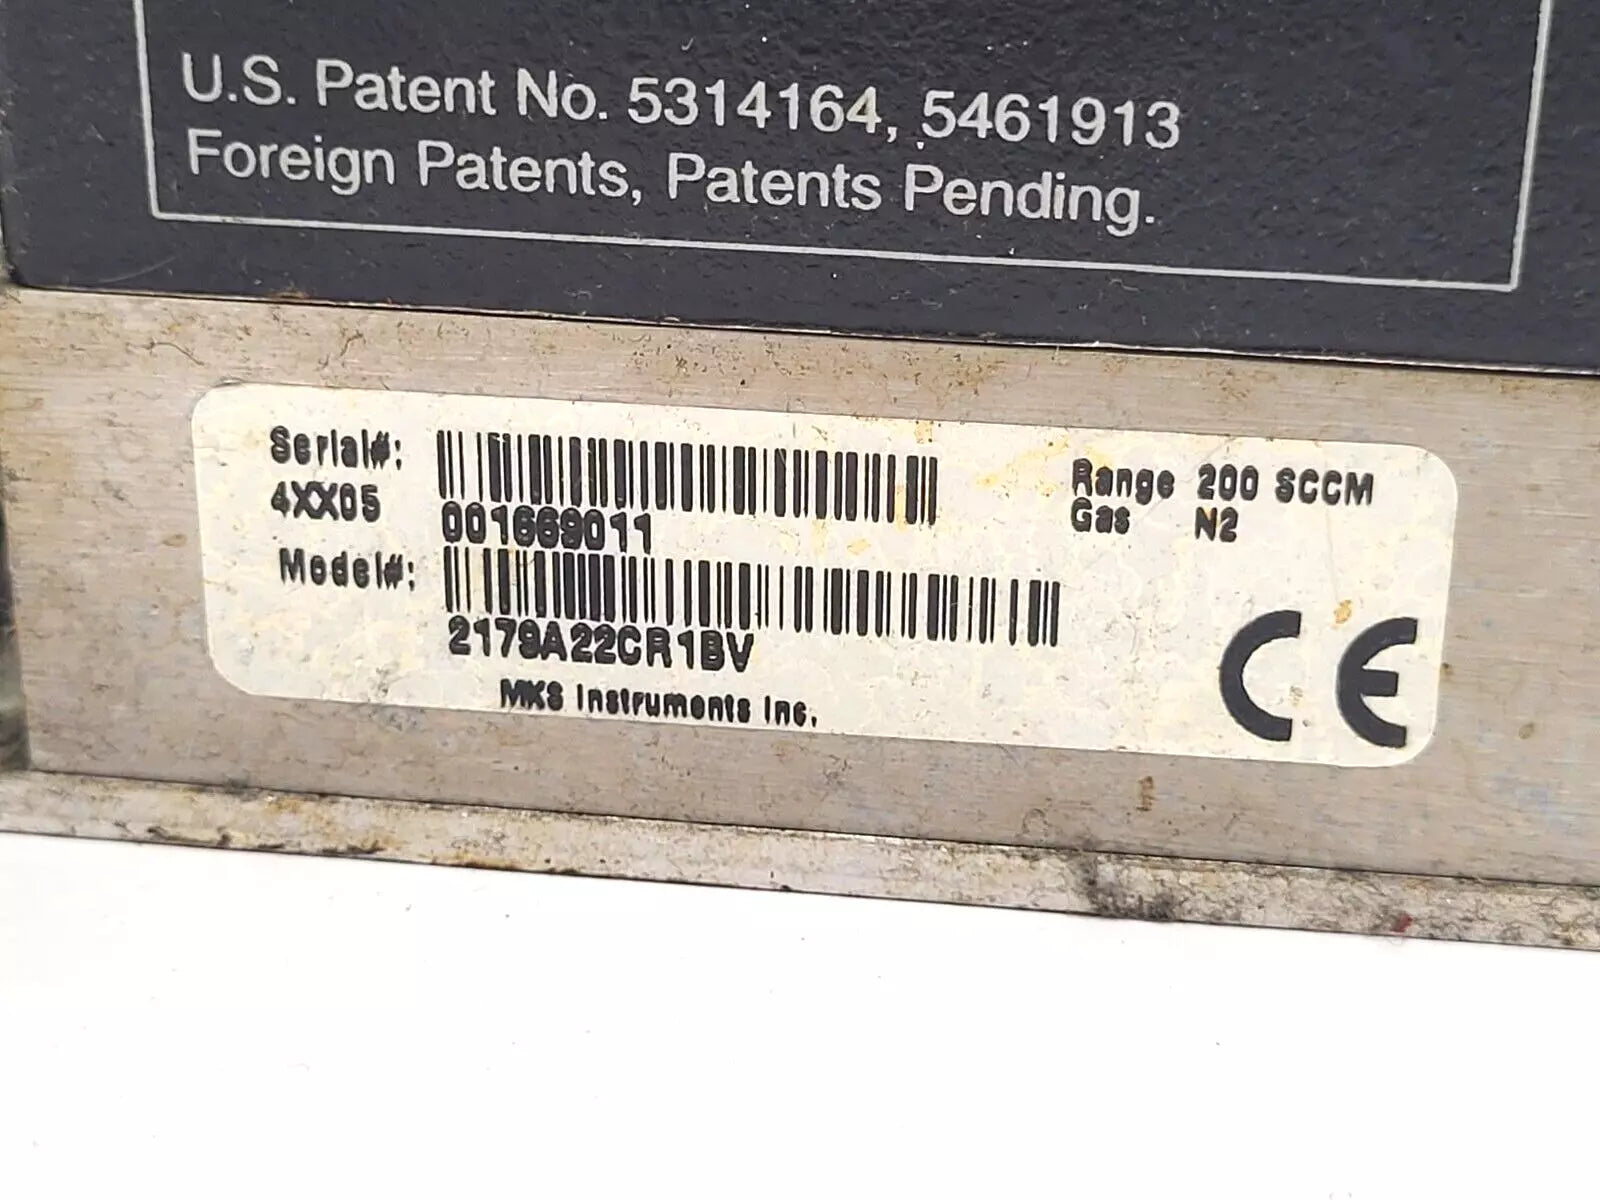 U.S. Patent No. 5314164, 5461913
Foreign Patents, Patents Pending.
Serial#:
4XX05
001669011
Range 200 SCCM
Gas N2
Model#:
2179A22CR1BV
MKS Instruments Inc.
CE